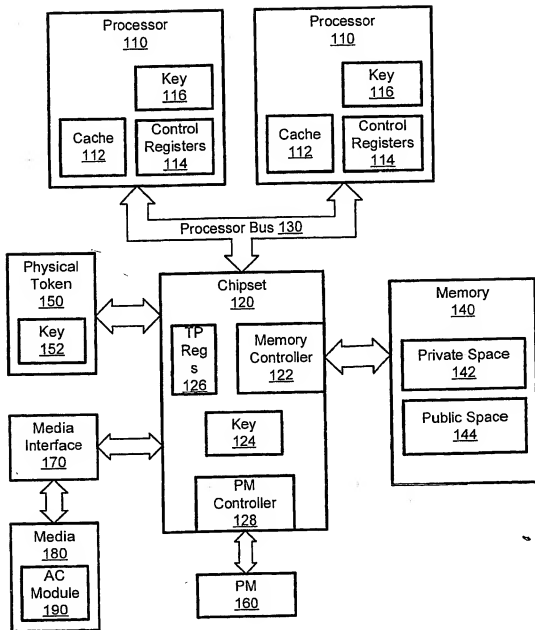 Processor
110
Key
116
Cache
112
Control
Registers
114
Processor
110
Key
116
Cache
112
Control
Registers
114
Processor Bus 130
Physical
Token
150
Key
152
Chipset
120
TP
Reg
s
126
Memory
Controller
122
Key
124
PM
Controller
128
Memory
140
Private Space
142
Public Space
144
Media
Interface
170
Media
180
AC
Module
190
PM
160